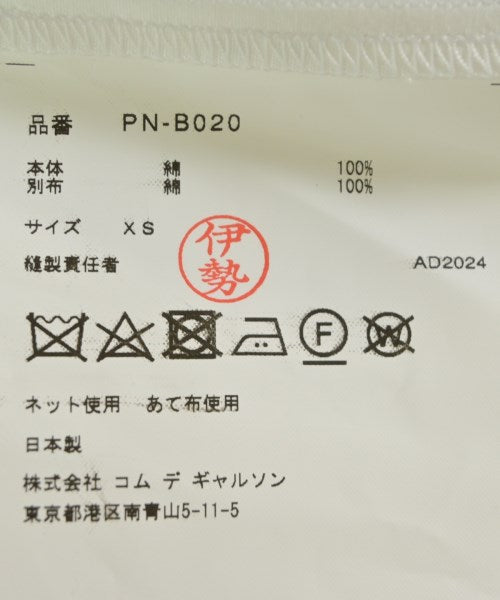 品番 PN-B020
本体 綿 100%
別布 綿 100%
サイズ XS
伊勢
縫製責任者 AD2024
F
W
ネット使用 あて布使用
日本製
株式会社 コム デ ギャルソン
東京都港区南青山5-11-5